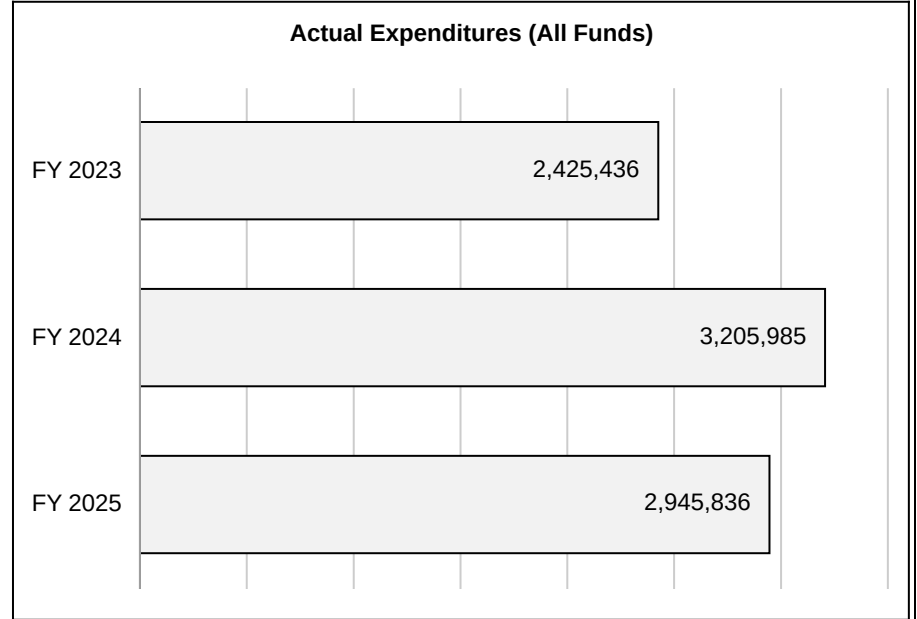 Actual Expenditures (All Funds)
FY 2023
2,425,436
FY 2024
3,205,985
FY 2025
2,945,836